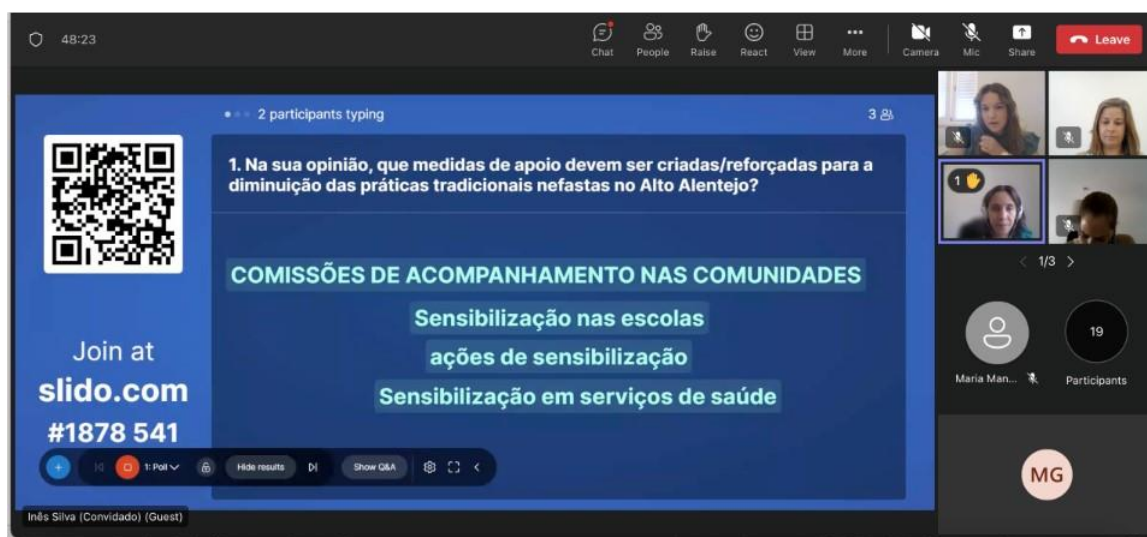 48:23
Chat
People
Raise
React
View
More
Camera
Mic
Share
Leave
2 participants typing
3
1. Na sua opinião, que medidas de apoio devem ser criadas/reforçadas para a
diminuição das práticas tradicionais nefastas no Alto Alentejo?
COMISSÕES DE ACOMPANHAMENTO NAS COMUNIDADES
Sensibilização nas escolas
ações de sensibilização
Sensibilização em serviços de saúde
Join at
slido.com
#1878 541
1: Poll
Hide results
Show Q&A
Inês Silva (Convidado) (Guest)
1
1/3
Maria Man...
19
Participants
MG